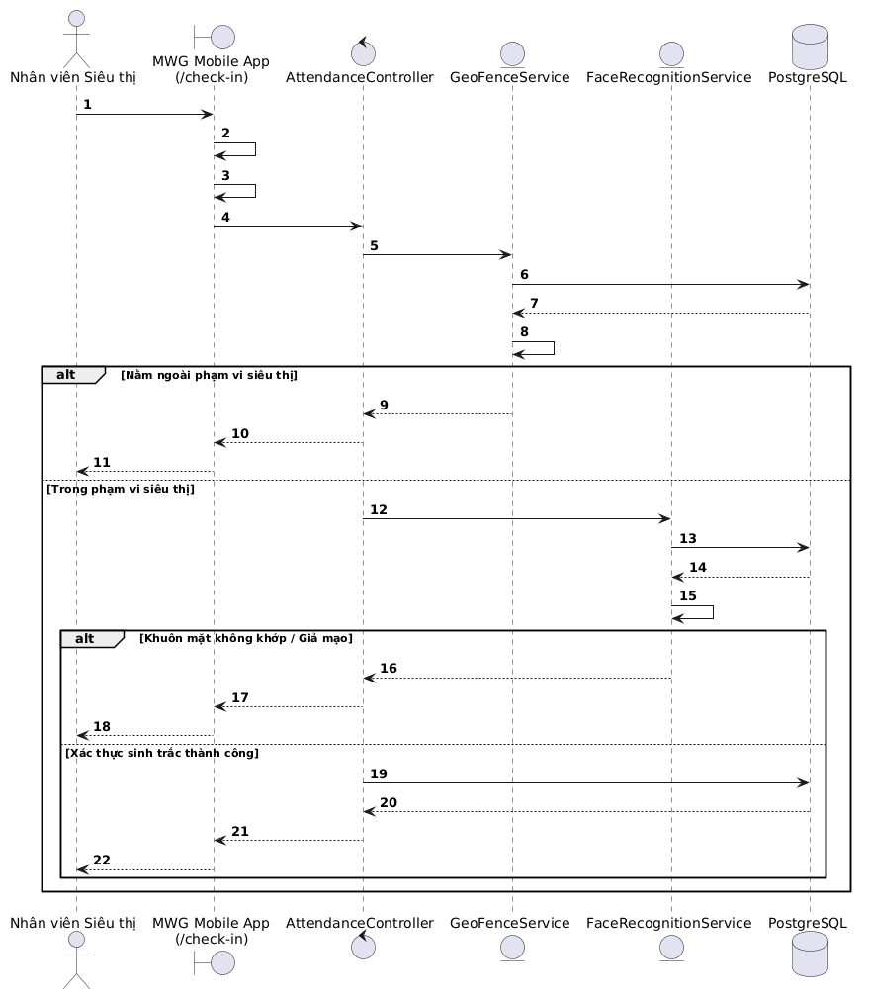 Nhân viên Siêu thị
MWG Mobile App
(/check-in)
AttendanceController
GeoFenceService
FaceRecognitionService
PostgreSQL
1
2
3
4
5
6
7
8
alt
[Nằm ngoài phạm vi siêu thị]
9
10
11
[Trong phạm vi siêu thị]
12
13
14
15
alt
[Khuôn mặt không khớp / Giả mạo]
16
17
18
[Xác thực sinh trắc thành công]
19
20
21
22
Nhân viên Siêu thị
MWG Mobile App
(/check-in)
AttendanceController
GeoFenceService
FaceRecognitionService
PostgreSQL